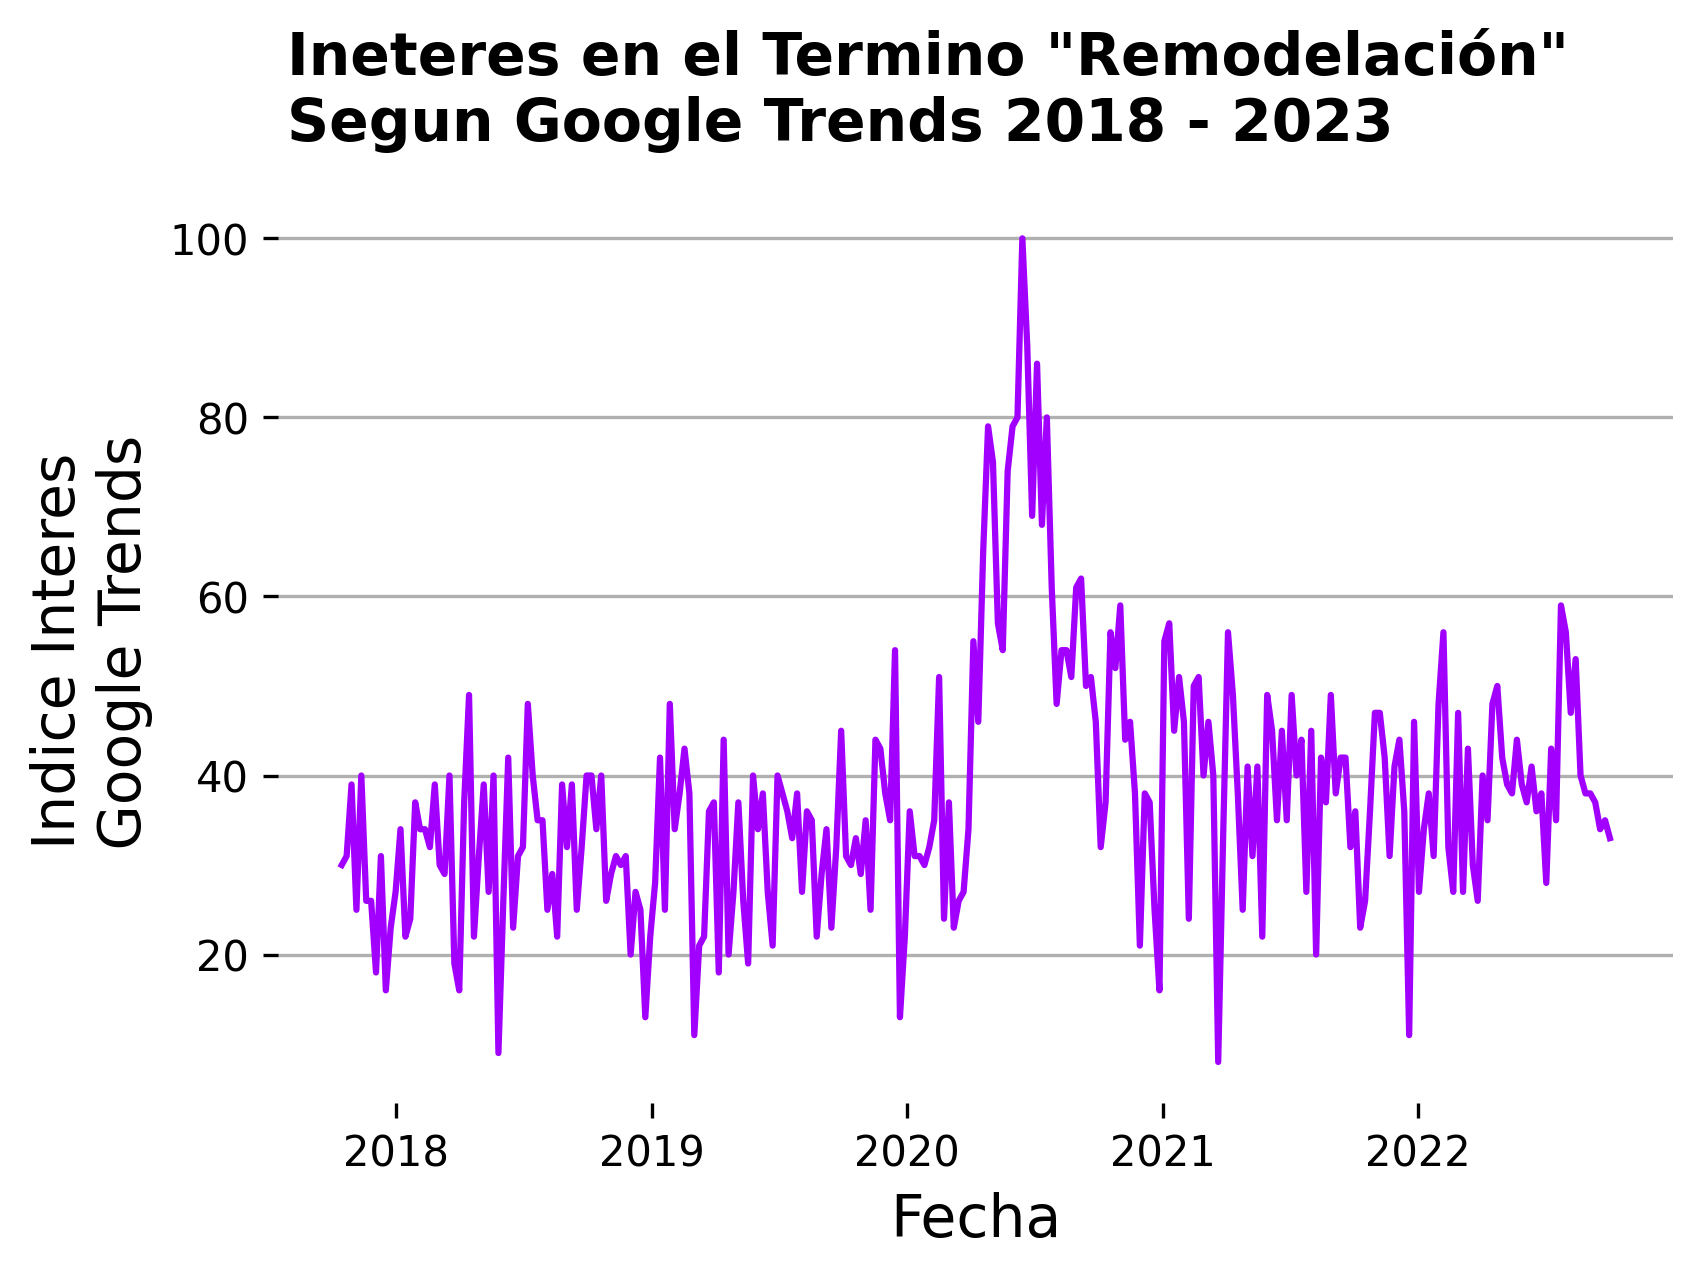 Ineteres en el Termino "Remodelación"
Segun Google Trends 2018 - 2023
Indice Interes
Google Trends
100
80
60
40
20
2018
2019
2020
2021
2022
Fecha